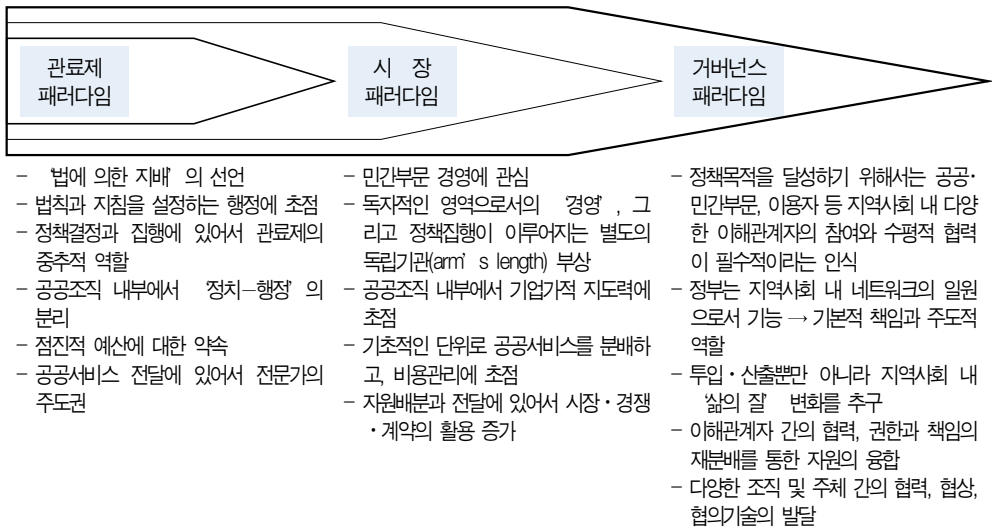 관료제
패러다임
시 장
패러다임
거버넌스
패러다임
- ‘법에 의한 지배’의 선언
- 법칙과 지침을 설정하는 행정에 초점
- 정책결정과 집행에 있어서 관료제의
중추적 역할
- 공공조직 내부에서 ‘정치-행정’의
분리
- 점진적 예산에 대한 약속
- 공공서비스 전달에 있어서 전문가의
주도권
- 민간부문 경영에 관심
- 독자적인 영역으로서의 ‘경영’, 그
리고 정책집행이 이루어지는 별도의
독립기관(arm’s length) 부상
- 공공조직 내부에서 기업가적 지도력에
초점
- 기초적인 단위로 공공서비스를 분배하
고, 비용관리에 초점
- 자원배분과 전달에 있어서 시장·경쟁
·계약의 활용 증가
- 정책목적을 달성하기 위해서는 공공·
민간부문, 이용자 등 지역사회 내 다양
한 이해관계자의 참여와 수평적 협력
이 필수적이라는 인식
- 정부는 지역사회 내 네트워크의 일원
으로서 기능 → 기본적 책임과 주도적
역할
- 투입·산출뿐만 아니라 지역사회 내
‘삶의 질’ 변화를 추구
- 이해관계자 간의 협력, 권한과 책임의
재분배를 통한 자원의 융합
- 다양한 조직 및 주체 간의 협력, 협상,
협의기술의 발달